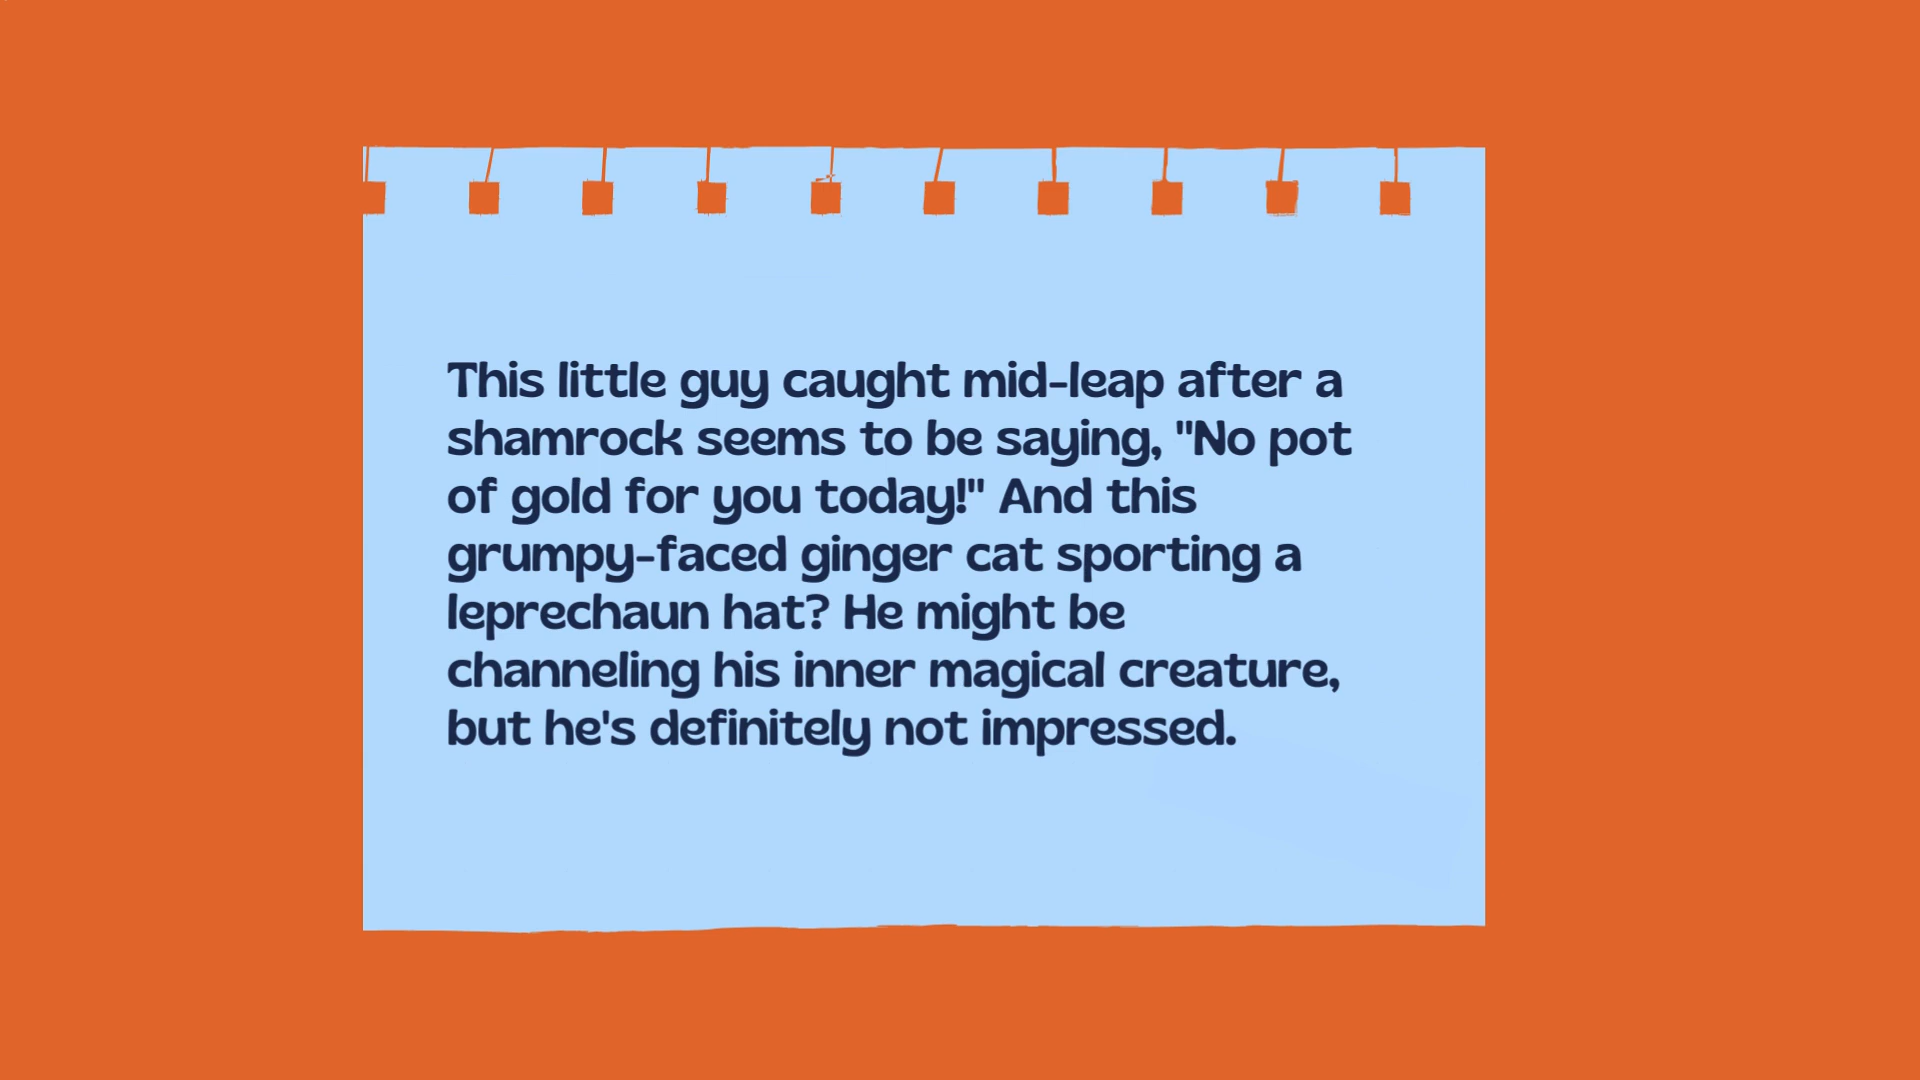 This little guy caught mid-leap after a
shamrock seems to be saying, "No pot
of gold for you today!" And this
grumpy-faced ginger cat sporting a
leprechaun hat? He might be
channeling his inner magical creature,
but he's definitely not impressed.